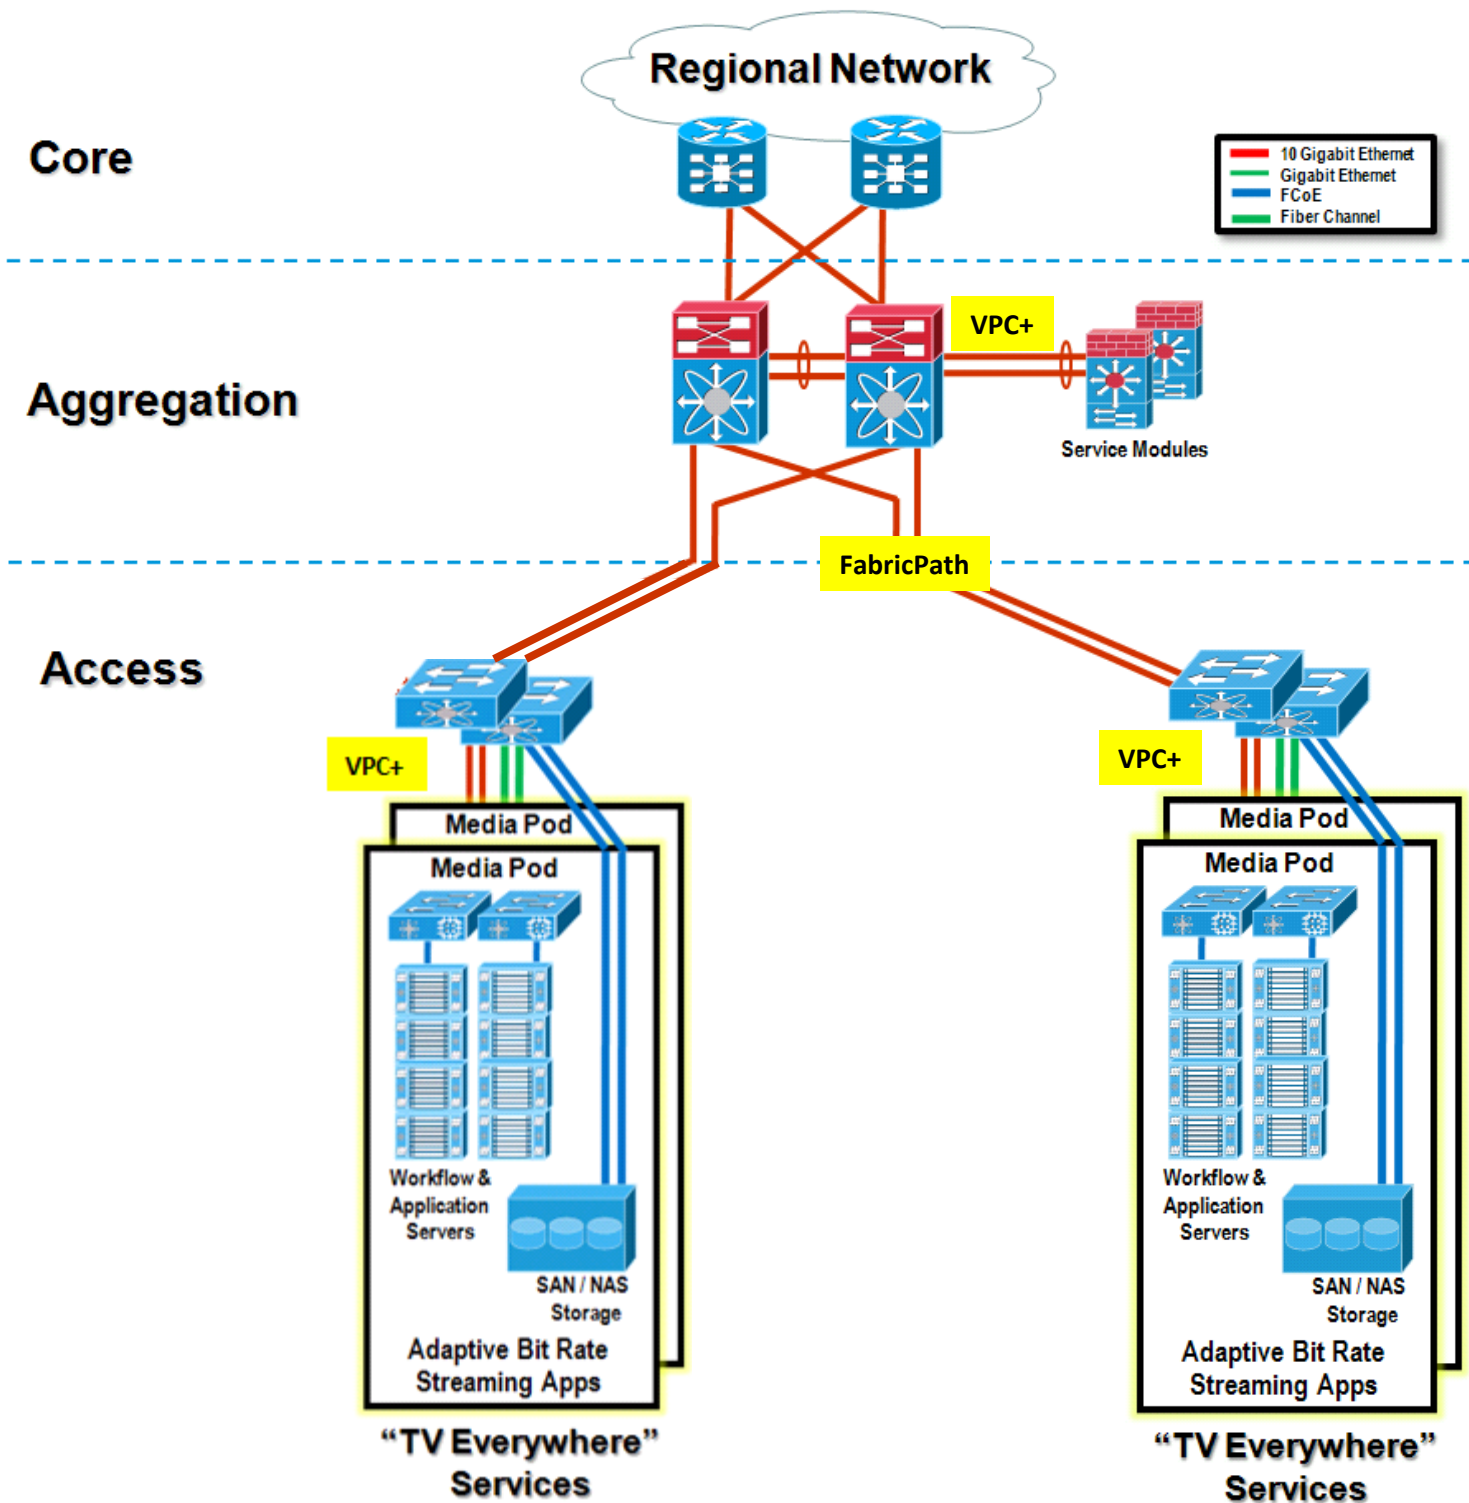 Regional Network
Core
10 Gigabit Ethernet
Gigabit Ethernet
FCoE
Fiber Channel
VPC+
Aggregation
Service Modules
FabricPath
Access
VPC+
VPC+
Media Pod
Media Pod
Workflow &
Application
Servers
SAN / NAS
Storage
Adaptive Bit Rate
Streaming Apps
“TV Everywhere”
Services
Media Pod
Media Pod
Workflow &
Application
Servers
SAN / NAS
Storage
Adaptive Bit Rate
Streaming Apps
“TV Everywhere”
Services